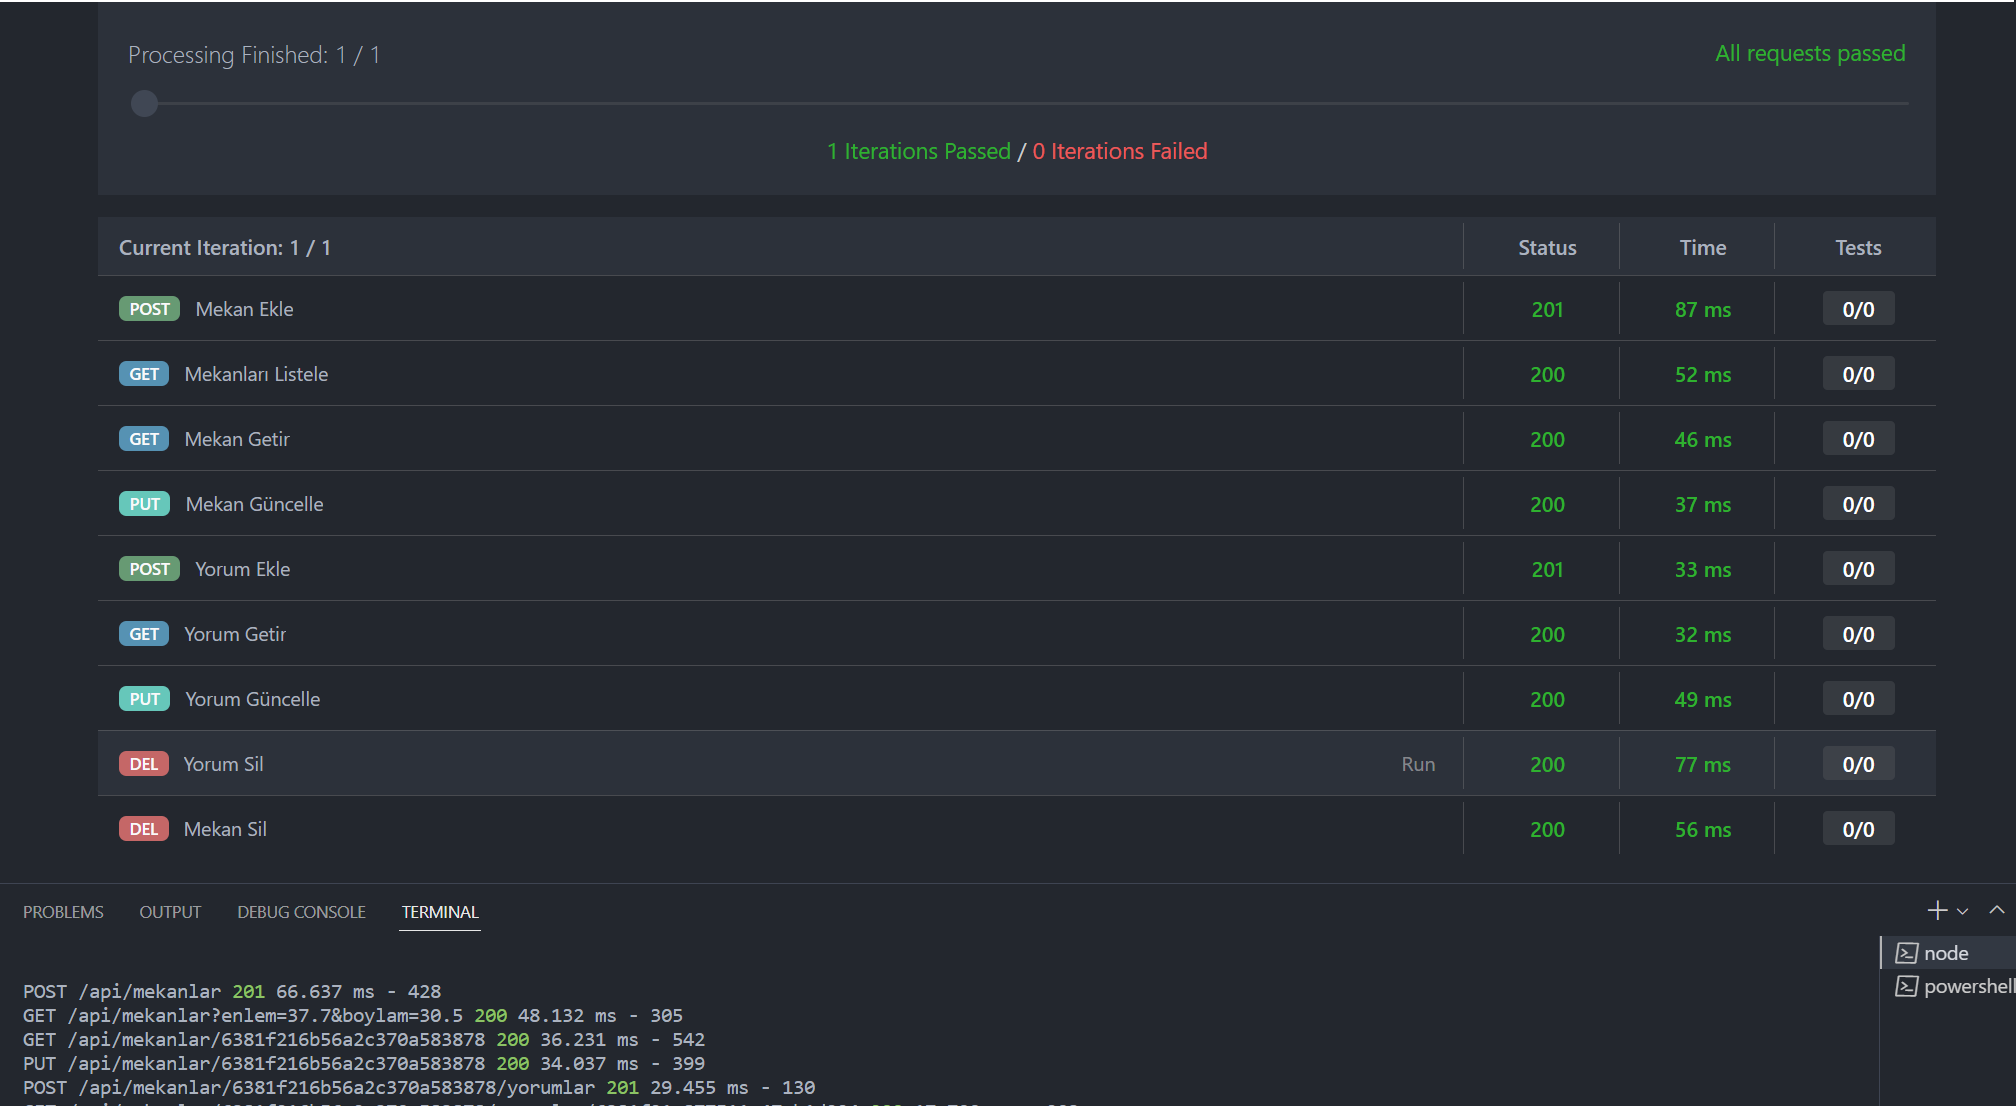 Processing Finished: 1 / 1
All requests passed
1 Iterations Passed / 0 Iterations Failed
Current Iteration: 1 / 1 Status Time Tests
POST Mekan Ekle 201 87 ms 0/0
GET Mekanları Listele 200 52 ms 0/0
GET Mekan Getir 200 46 ms 0/0
PUT Mekan Güncelle 200 37 ms 0/0
POST Yorum Ekle 201 33 ms 0/0
GET Yorum Getir 200 32 ms 0/0
PUT Yorum Güncelle 200 49 ms 0/0
DEL Yorum Sil Run 200 77 ms 0/0
DEL Mekan Sil 200 56 ms 0/0
PROBLEMS OUTPUT DEBUG CONSOLE TERMINAL
node
powershell
POST /api/mekanlar 201 66.637 ms - 428
GET /api/mekanlar?enlem=37.7&boylam=30.5 200 48.132 ms - 305
GET /api/mekanlar/6381f216b56a2c370a583878 200 36.231 ms - 542
PUT /api/mekanlar/6381f216b56a2c370a583878 200 34.037 ms - 399
POST /api/mekanlar/6381f216b56a2c370a583878/yorumlar 201 29.455 ms - 130